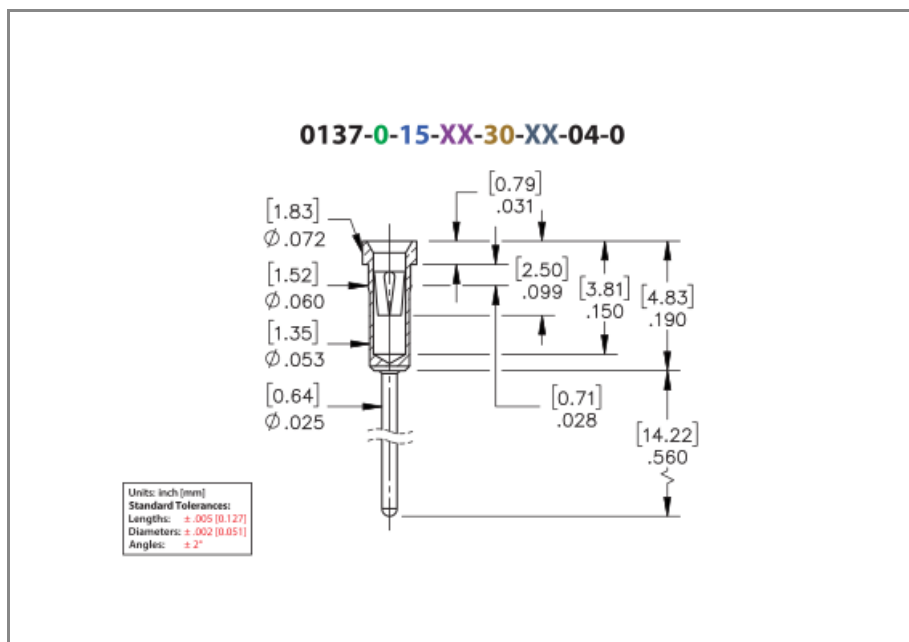 0137-0-15-XX-30-XX-04-0
[0.79]
.031
[1.83]
Ø.072
[1.52]
Ø.060
[2.50]
.099
[3.81]
.150
[4.83]
.190
[1.35]
Ø.053
[0.64]
Ø.025
[0.71]
.028
[14.22]
.560
Units: inch [mm]
Standard Tolerances:
Lengths: ± .005 [0.127]
Diameters: ± .002 [0.051]
Angles: ± 2°